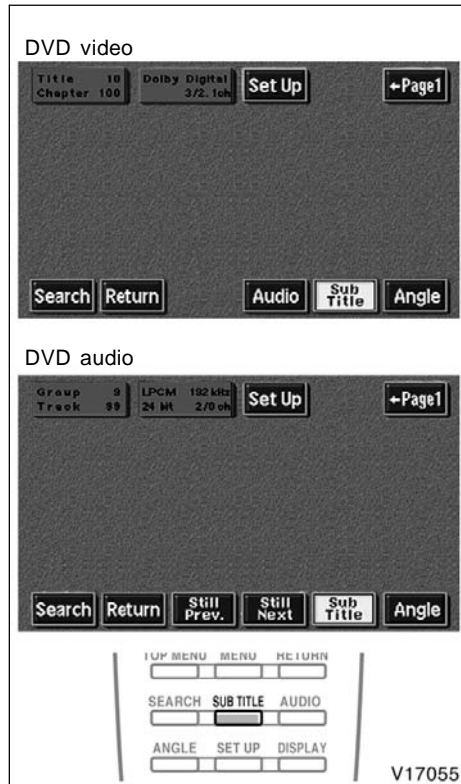 DVD video
Title 10
Chapter 100
Dolby Digital
3/2.1ch
Set Up
←Page1
Search
Return
Audio
Sub Title
Angle
DVD audio
Group 9
Track 99
LPCM 192 kHz
24 bit 2/0 ch
Set Up
←Page1
Search
Return
Still Prev.
Still Next
Sub Title
Angle
TOP MENU MENU RETURN
SEARCH SUB TITLE AUDIO
ANGLE SET UP DISPLAY
V17055